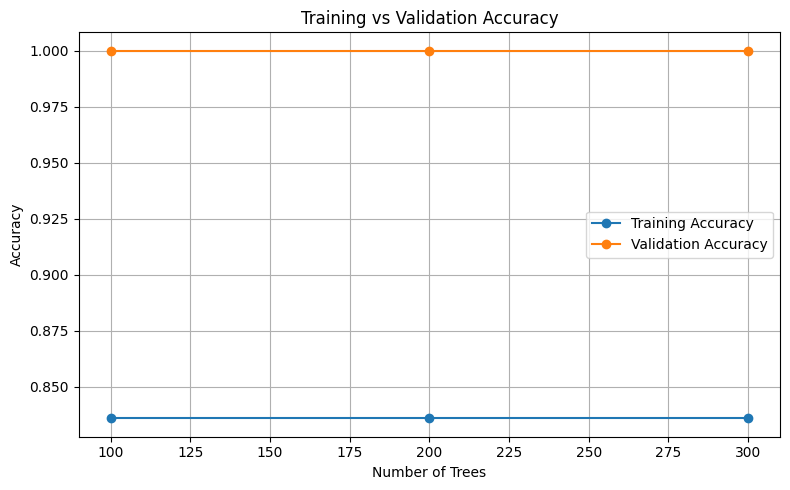 Training vs Validation Accuracy
1.000
0.975
0.950
0.925
0.900
0.875
0.850
Accuracy
Training Accuracy
Validation Accuracy
100 125 150 175 200 225 250 275 300
Number of Trees